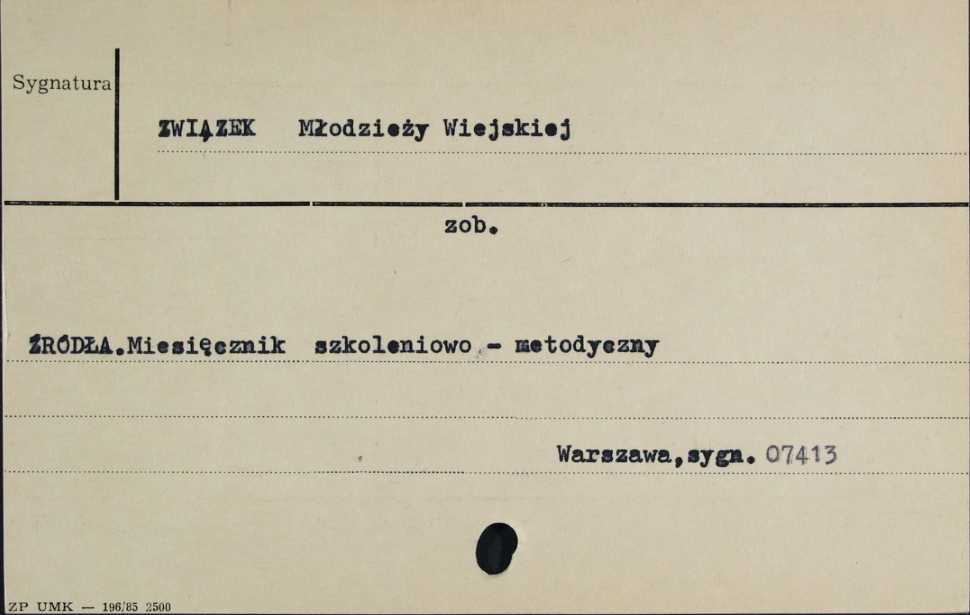 Sygnatura
ZWIĄZEK Młodzieży Wiejskiej
zob.
ŹRÓDŁA.Miesięcznik szkoleniowo - metodyczny
Warszawa,sygn. 07413
ZP UMK — 196/85 2500